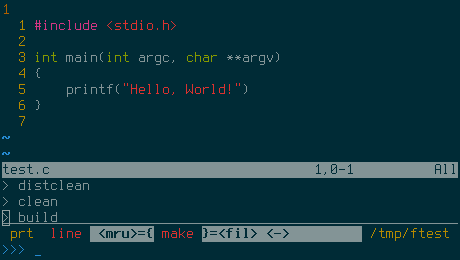 1
1 #include <stdio.h>
2
3 int main(int argc, char **argv)
4 {
5 printf("Hello, World!")
6 }
7
~
~
test.c 1,0-1 All
> distclean
> clean
> build
prt line <mru>={ make }=<fil> <-> /tmp/ftest
>>> _